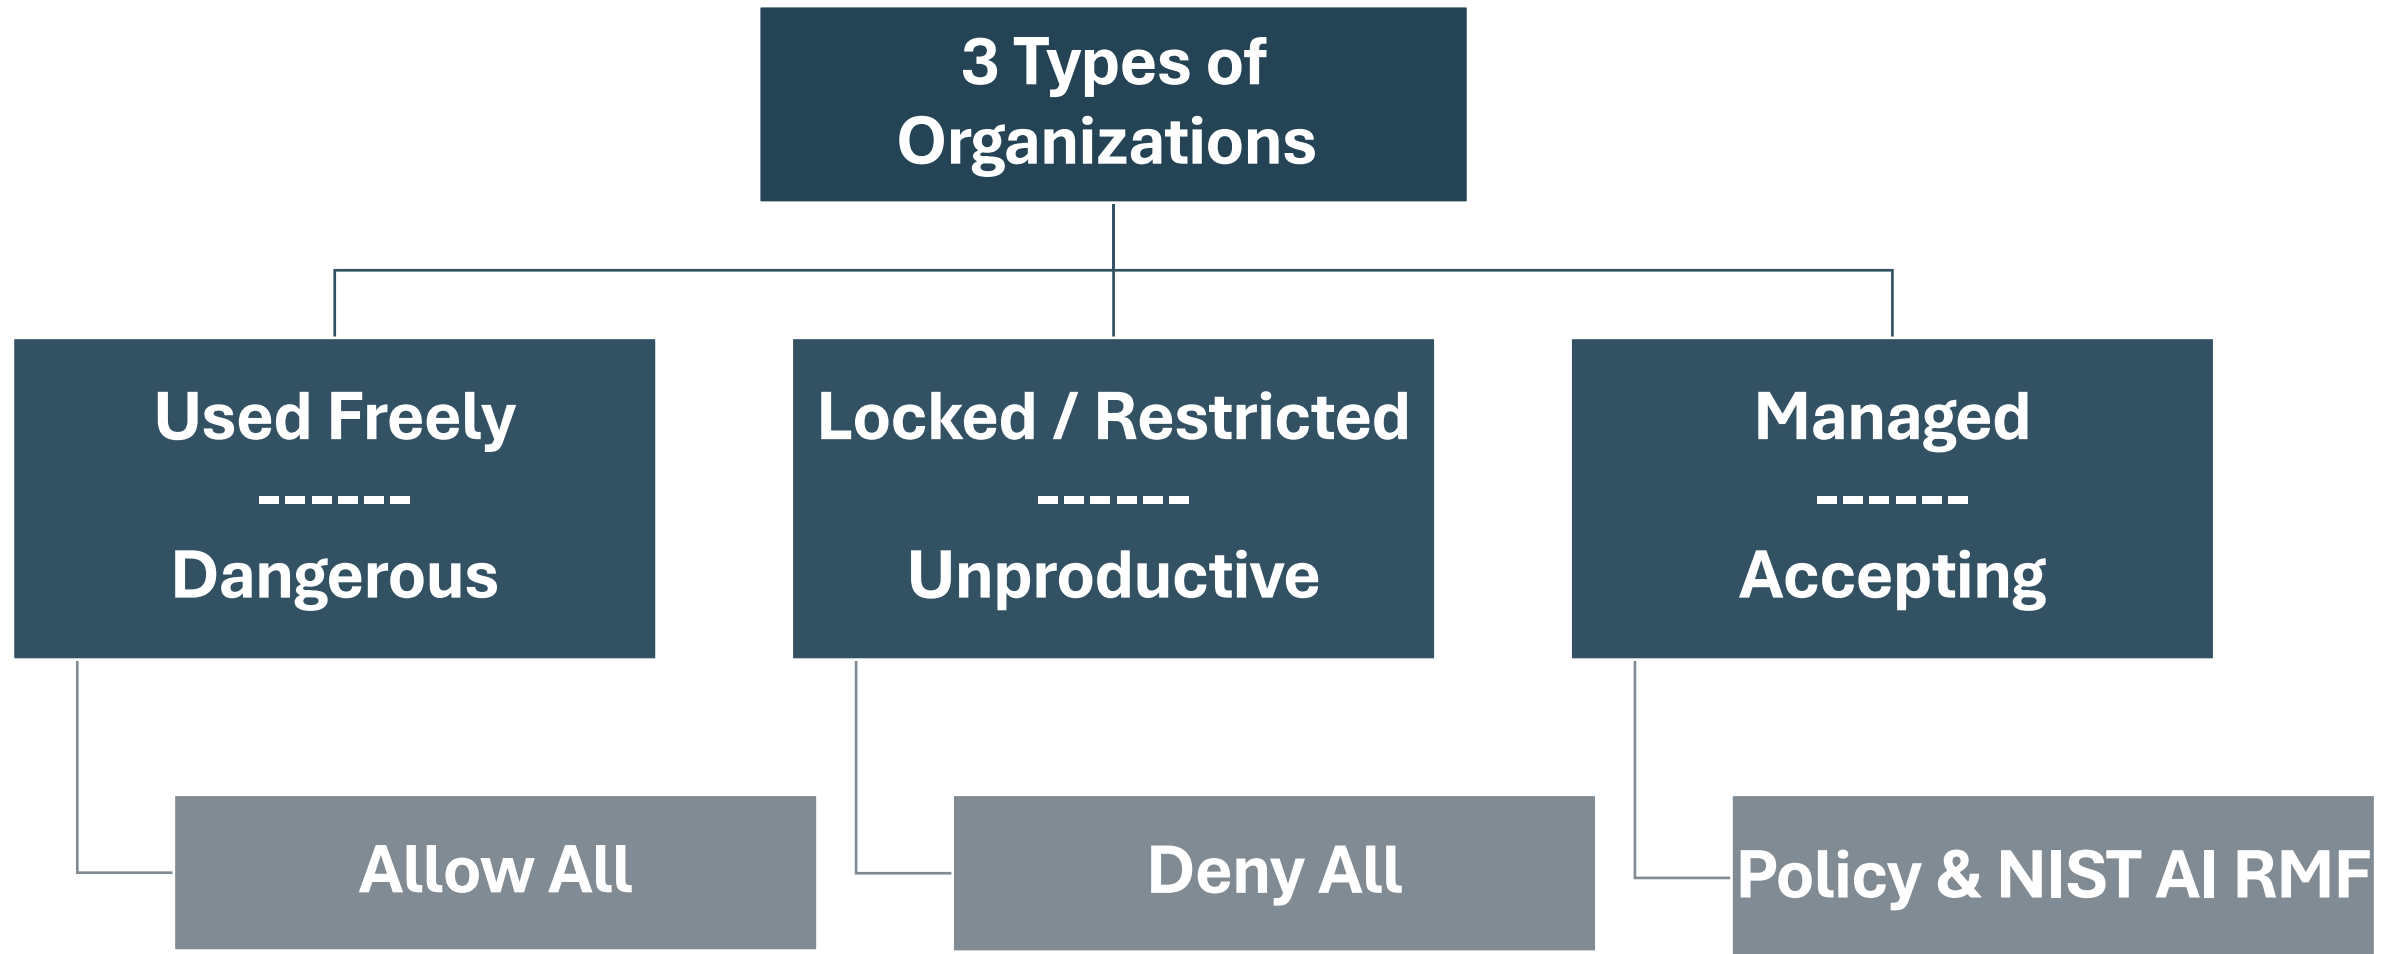 3 Types of
Organizations
Used Freely
------
Dangerous
Locked / Restricted
------
Unproductive
Managed
------
Accepting
Allow All
Deny All
Policy & NIST AI RMF